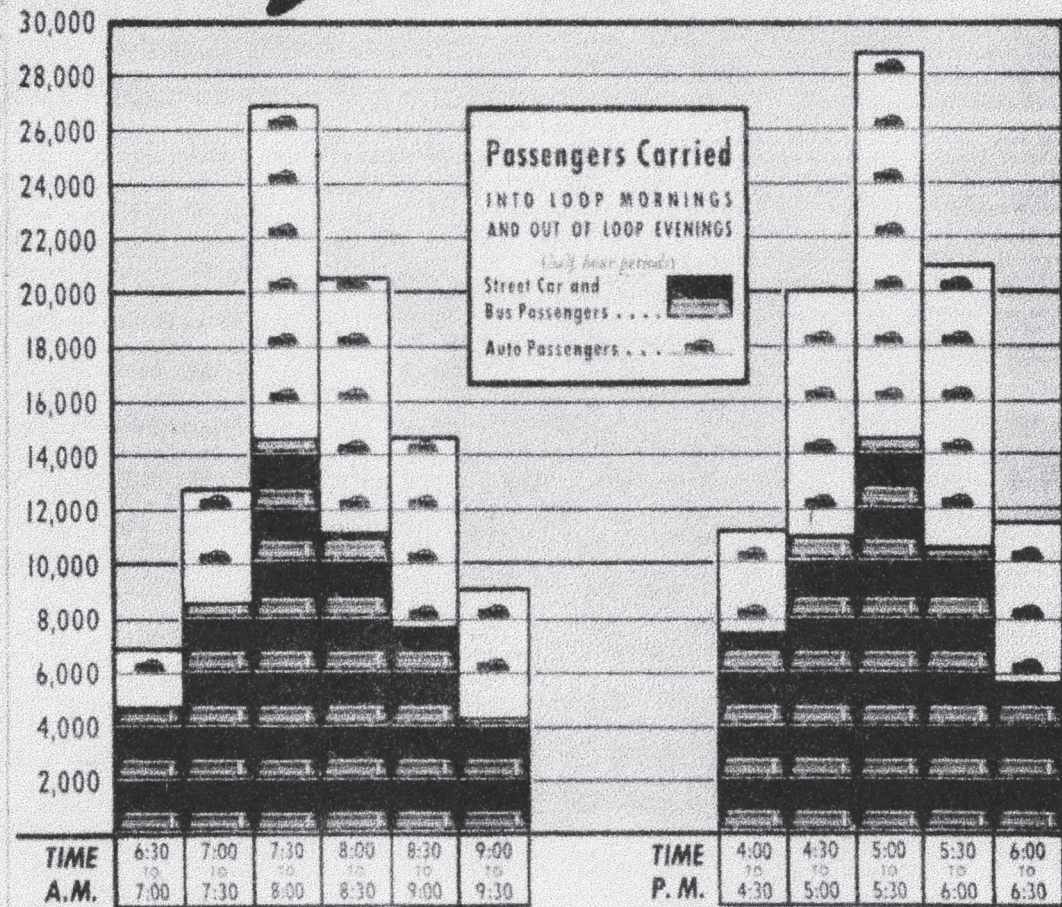 30,000
28,000
26,000
24,000
22,000
20,000
18,000
16,000
14,000
12,000
10,000
8,000
6,000
4,000
2,000
Passengers Carried
INTO LOOP MORNINGS
AND OUT OF LOOP EVENINGS
(half hour periods)
Street Car and
Bus Passengers ....
Auto Passengers ...
TIME 6:30 7:00 7:30 8:00 8:30 9:00 TIME 4:00 4:30 5:00 5:30 6:00
TO TO TO TO TO TO TO TO TO TO TO
A.M. 7:00 7:30 8:00 8:30 9:00 9:30 P.M. 4:30 5:00 5:30 6:00 6:30